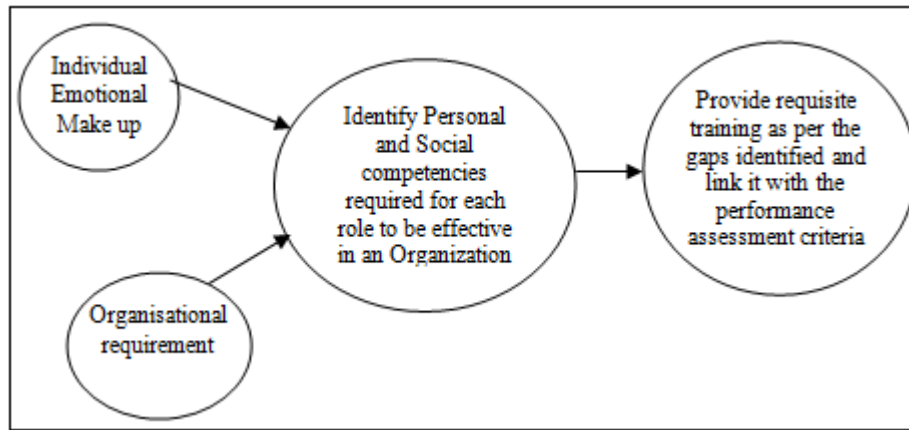 Individual
Emotional
Make up
Organisational
requirement
Identify Personal
and Social
competencies
required for each
role to be effective
in an Organization
Provide requisite
training as per the
gaps identified and
link it with the
performance
assessment criteria